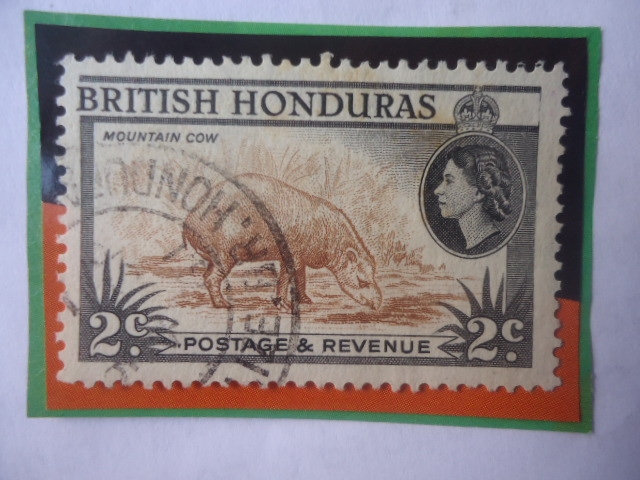 BRITISH HONDURAS
MOUNTAIN COW
2c
POSTAGE & REVENUE
2c